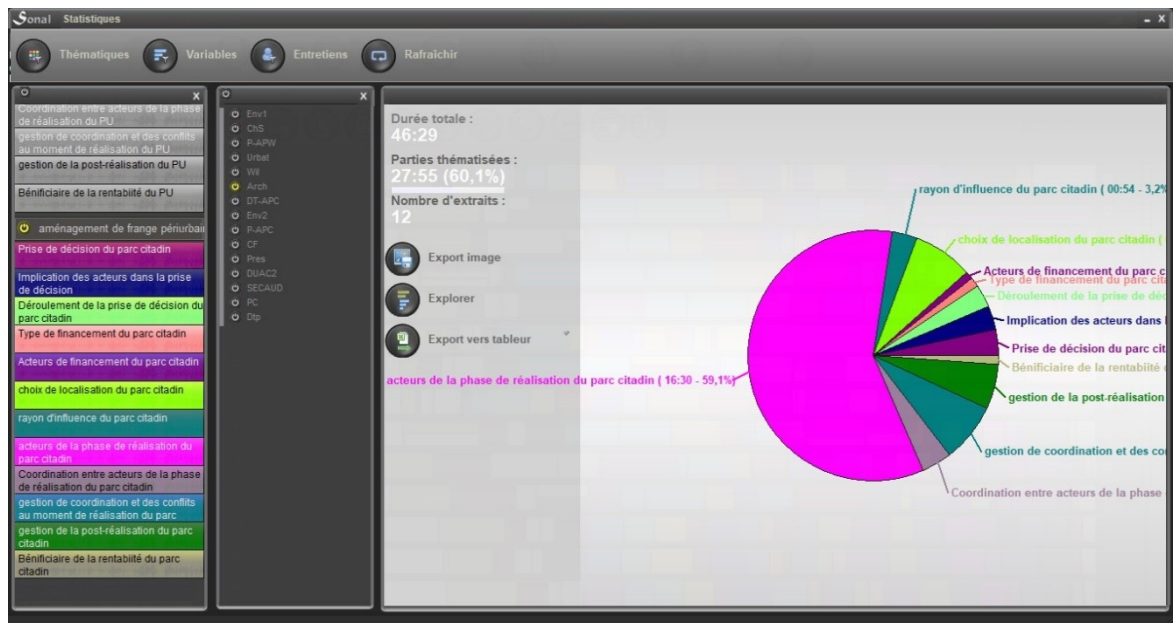 Sonal Statistiques
Thématiques Variables Entretiens Rafraîchir
Coordination entre acteurs de la phase
de réalisation du PU
gestion de coordination et des conflits
au moment de réalisation du PU
gestion de la post-réalisation du PU
Bénificiaire de la rentabiité du PU
aménagement de frange périurbai
Prise de décision du parc citadin
Implication des acteurs dans la prise
de décision
Déroulement de la prise de décision du
parc citadin
Type de financement du parc citadin
Acteurs de financement du parc citadin
choix de localisation du parc citadin
rayon d'influence du parc citadin
acteurs de la phase de réalisation du
parc citadin
Coordination entre acteurs de la phase
de réalisation du parc citadin
gestion de coordination et des conflits
au moment de réalisation du parc
gestion de la post-réalisation du parc
citadin
Bénificiaire de la rentabiité du parc
citadin
x
x
Env1
ChS
P-APW
Urbat
Wil
Arch
DT-APC
Env2
P-APC
CF
Pres
DUAC2
SECAUD
PC
Dtp
Durée totale :
46:29
Parties thématisées :
27:55 (60,1%)
Nombre d'extraits :
12
Export image
Explorer
Export vers tableur
acteurs de la phase de réalisation du parc citadin ( 16:30 - 59,1%)
rayon d'influence du parc citadin ( 00:54 - 3,2%
choix de localisation du parc citadin (
Acteurs de financement du parc c
Type de financement du parc cita
Déroulement de la prise de déc
Implication des acteurs dans
Prise de décision du parc cit
Bénificiaire de la rentabiité
gestion de la post-réalisation
gestion de coordination et des co
Coordination entre acteurs de la phase